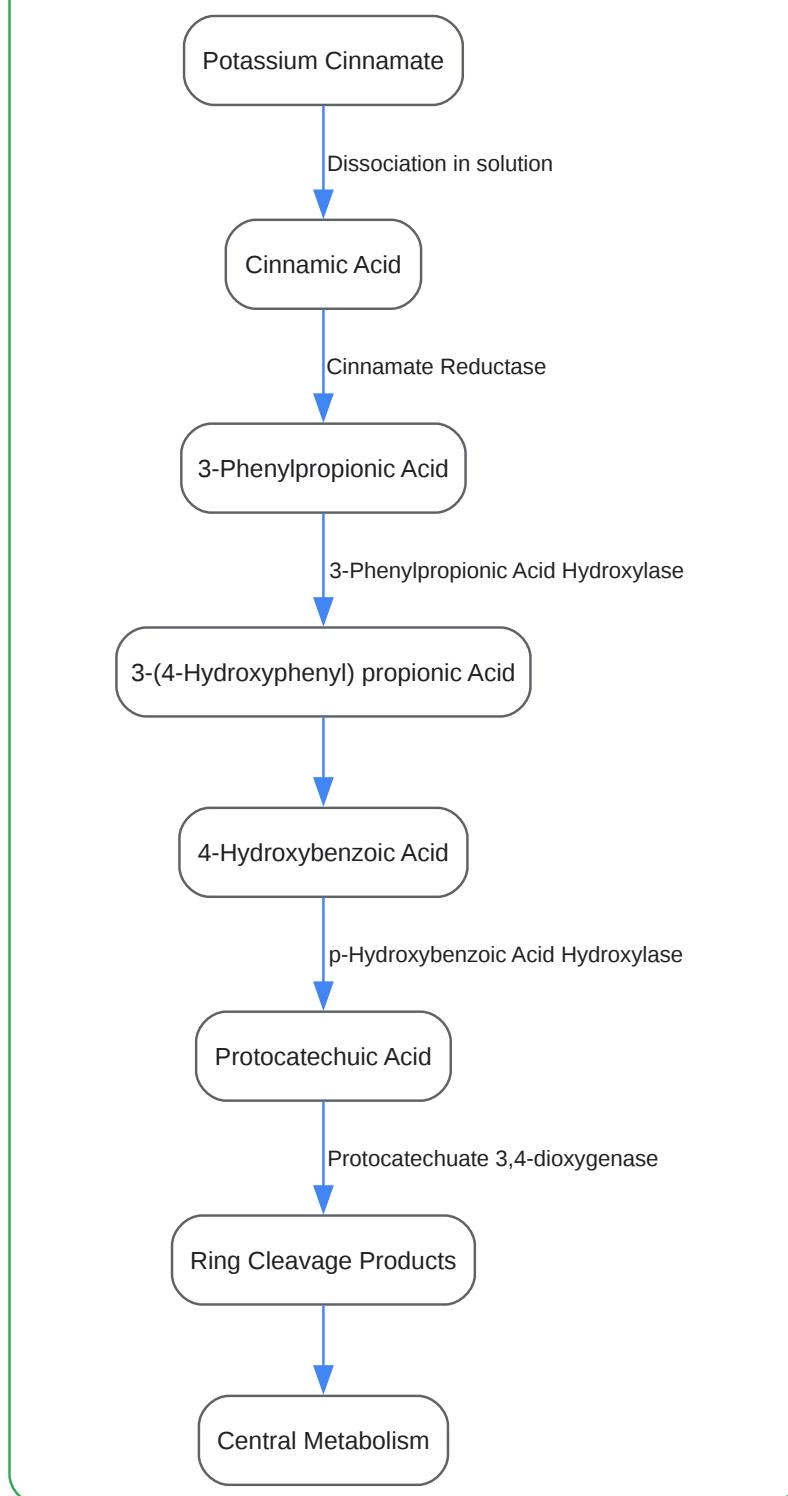 Potassium Cinnamate
Dissociation in solution
Cinnamic Acid
Cinnamate Reductase
3-Phenylpropionic Acid
3-Phenylpropionic Acid Hydroxylase
3-(4-Hydroxyphenyl) propionic Acid
4-Hydroxybenzoic Acid
p-Hydroxybenzoic Acid Hydroxylase
Protocatechuic Acid
Protocatechuate 3,4-dioxygenase
Ring Cleavage Products
Central Metabolism